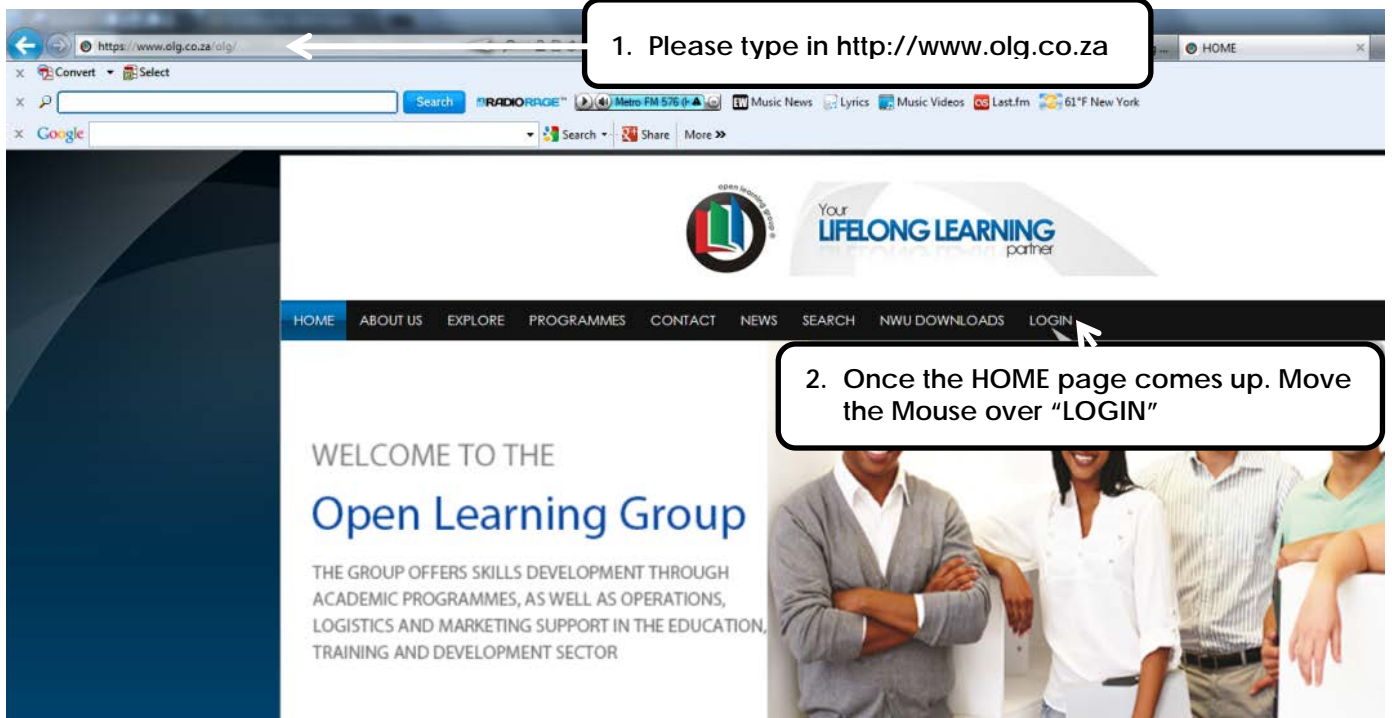 https://www.olg.co.za/olg/
1. Please type in http://www.olg.co.za
HOME
Convert
Select
Search
RADIORAGE™
Metro FM 576 (H
Music News
Lyrics
Music Videos
Last.fm
61°F New York
Google
Search
Share
More »
open learning group
Your
LIFELONG LEARNING
partner
HOME ABOUT US EXPLORE PROGRAMMES CONTACT NEWS SEARCH NWU DOWNLOADS LOGIN
2. Once the HOME page comes up. Move
the Mouse over “LOGIN”
WELCOME TO THE
Open Learning Group
THE GROUP OFFERS SKILLS DEVELOPMENT THROUGH
ACADEMIC PROGRAMMES, AS WELL AS OPERATIONS,
LOGISTICS AND MARKETING SUPPORT IN THE EDUCATION,
TRAINING AND DEVELOPMENT SECTOR